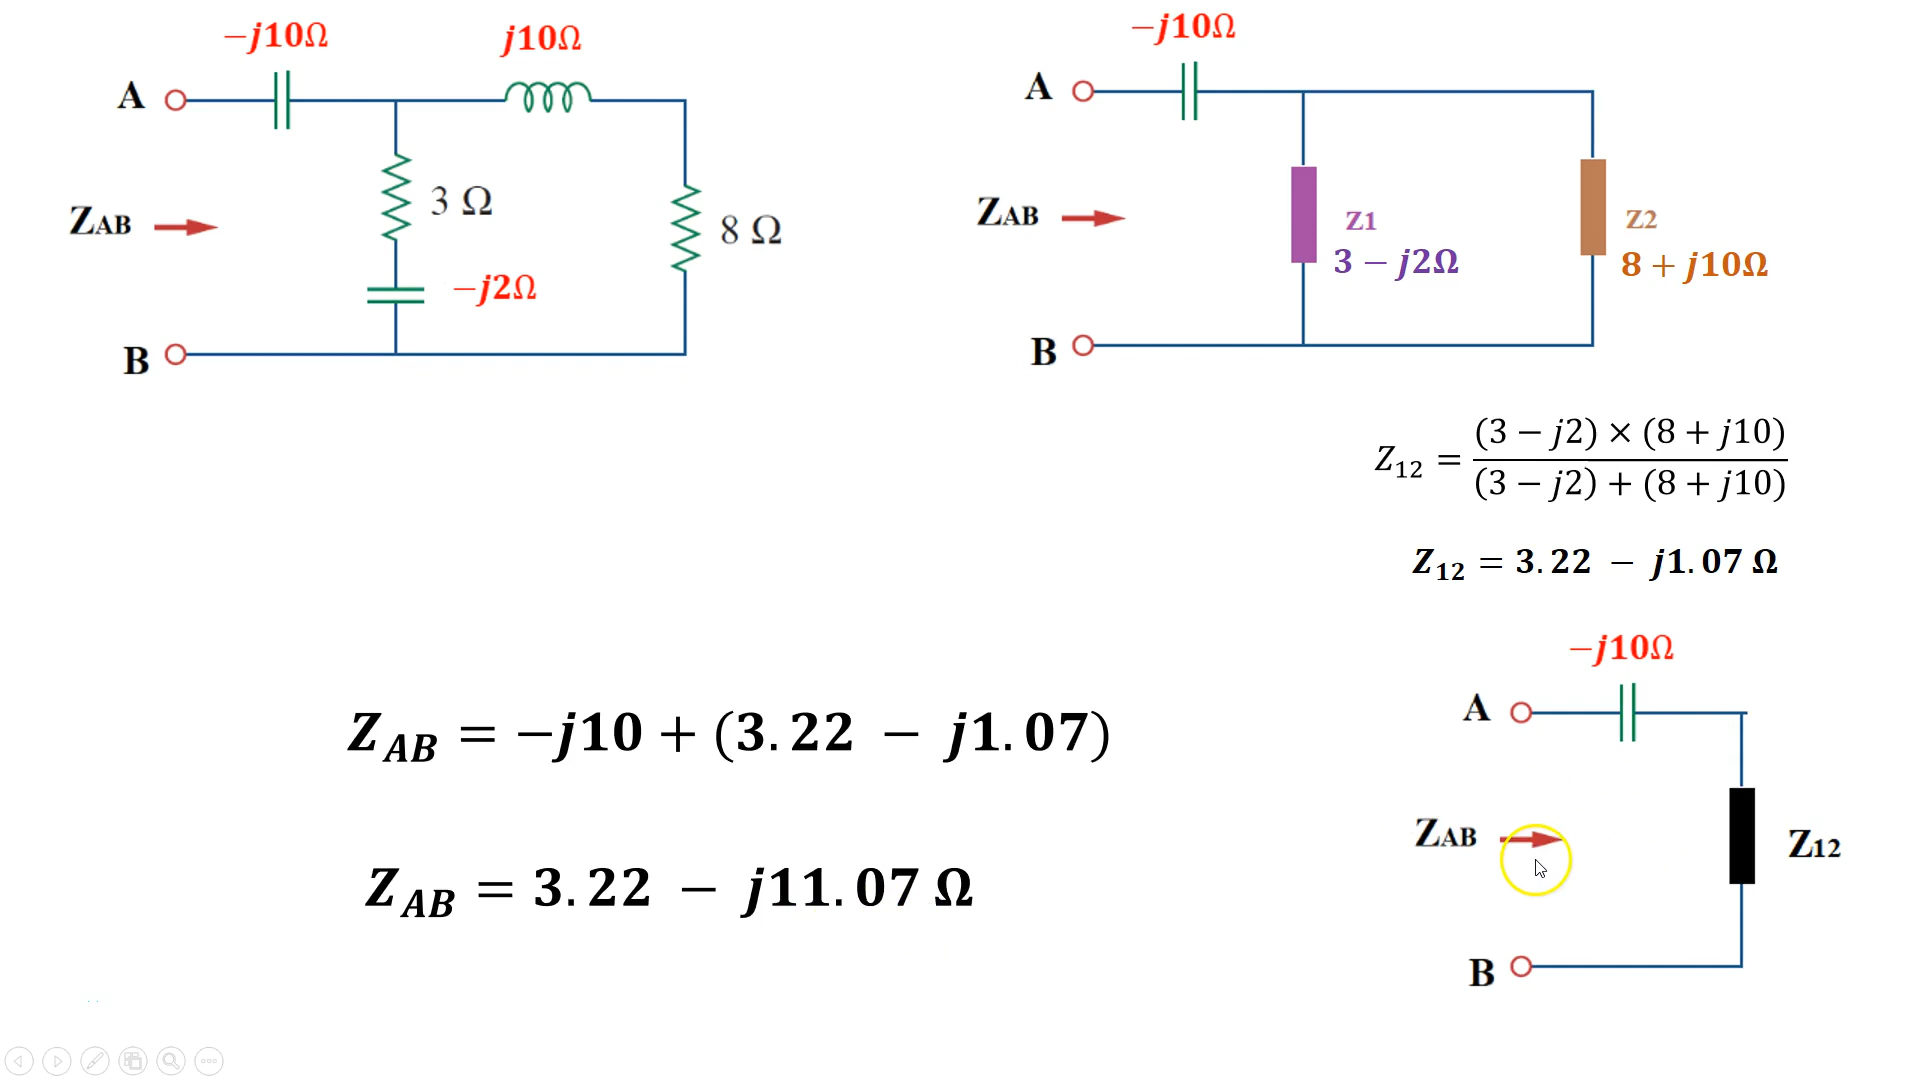 −j10Ω
j10Ω
A
3 Ω
ZAB
8 Ω
−j2Ω
B
−j10Ω
A
ZAB
Z1
3 − j2Ω
Z2
8 + j10Ω
B
Z12 = (3 − j2) × (8 + j10) / (3 − j2) + (8 + j10)
Z12 = 3.22 − j1.07 Ω
−j10Ω
A
ZAB
Z12
B
ZAB = −j10 + (3.22 − j1.07)
ZAB = 3.22 − j11.07 Ω